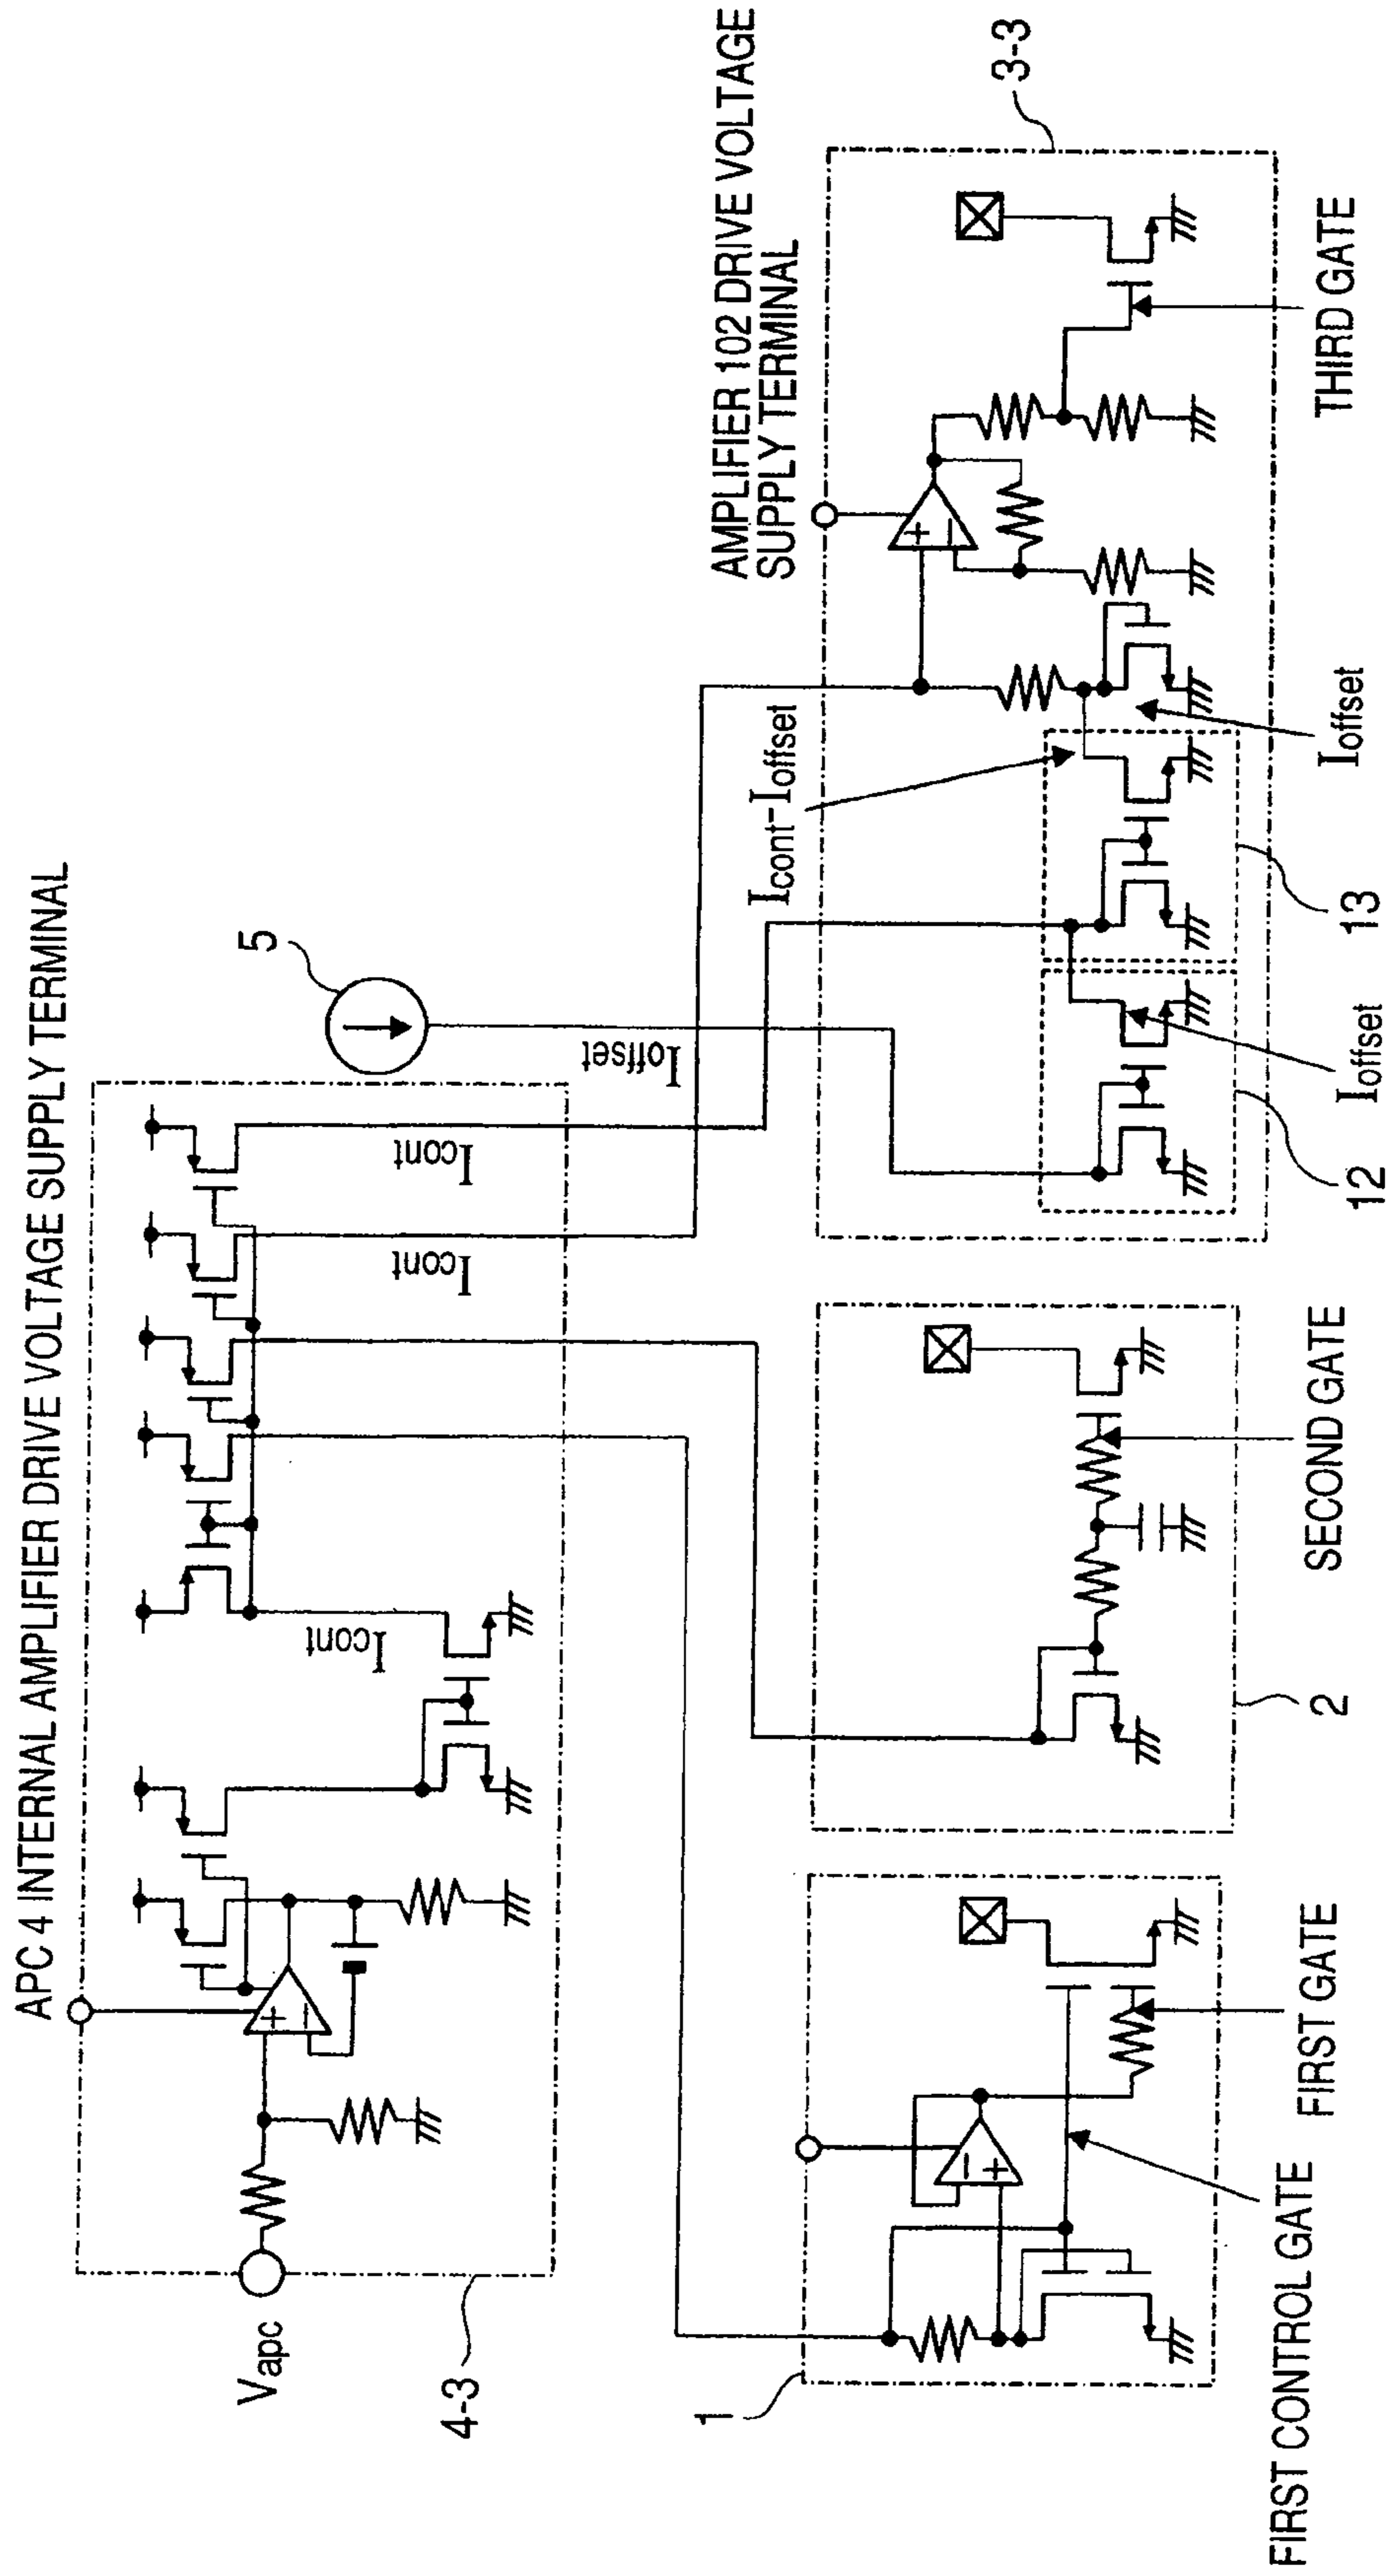 APC 4 INTERNAL AMPLIFIER DRIVE VOLTAGE SUPPLY TERMINAL
Vapc
4-3
Icont
Icont
Icont
5
Ioffset
AMPLIFIER 102 DRIVE VOLTAGE
SUPPLY TERMINAL
3-3
Icont-Ioffset
+
−
+
−
−
+
1
FIRST CONTROL GATE
FIRST GATE
2
SECOND GATE
12
Ioffset
13
Ioffset
THIRD GATE